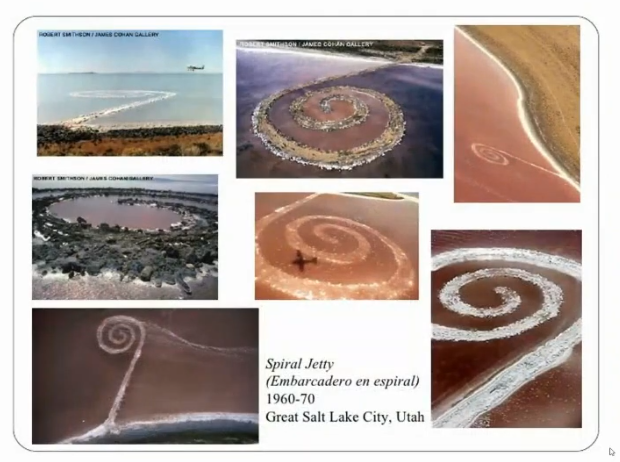 ROBERT SMITHSON / JAMES COHAN GALLERY
ROBERT SMITHSON / JAMES COHAN GALLERY
ROBERT SMITHSON / JAMES COHAN GALLERY
Spiral Jetty
(Embarcadero en espiral)
1960-70
Great Salt Lake City, Utah